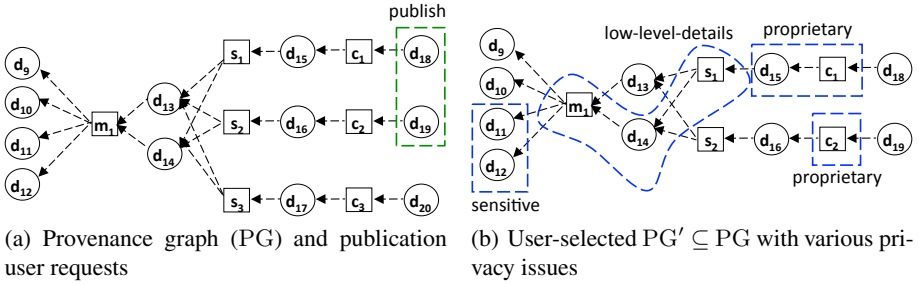 publish
d9
d10
d11
d12
m1
d13
d14
s1
s2
s3
d15
d16
d17
c1
c2
c3
d18
d19
d20
(a) Provenance graph (PG) and publication
user requests
low-level-details
proprietary
d9
d10
d11
d12
sensitive
m1
d13
d14
s1
s2
d15
d16
c1
c2
d18
d19
proprietary
(b) User-selected PG′ ⊆ PG with various pri-
vacy issues